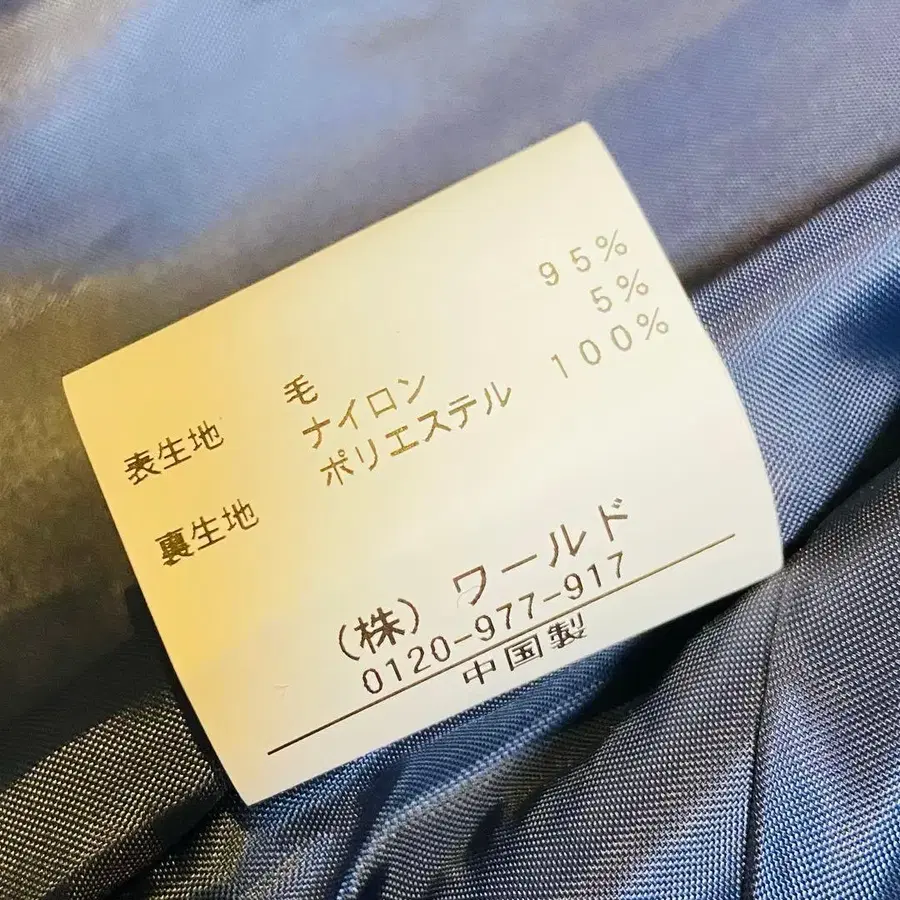 表生地 毛 95%
ナイロン 5%
裏生地 ポリエステル 100%
(株) ワールド
0120-977-917
中国製